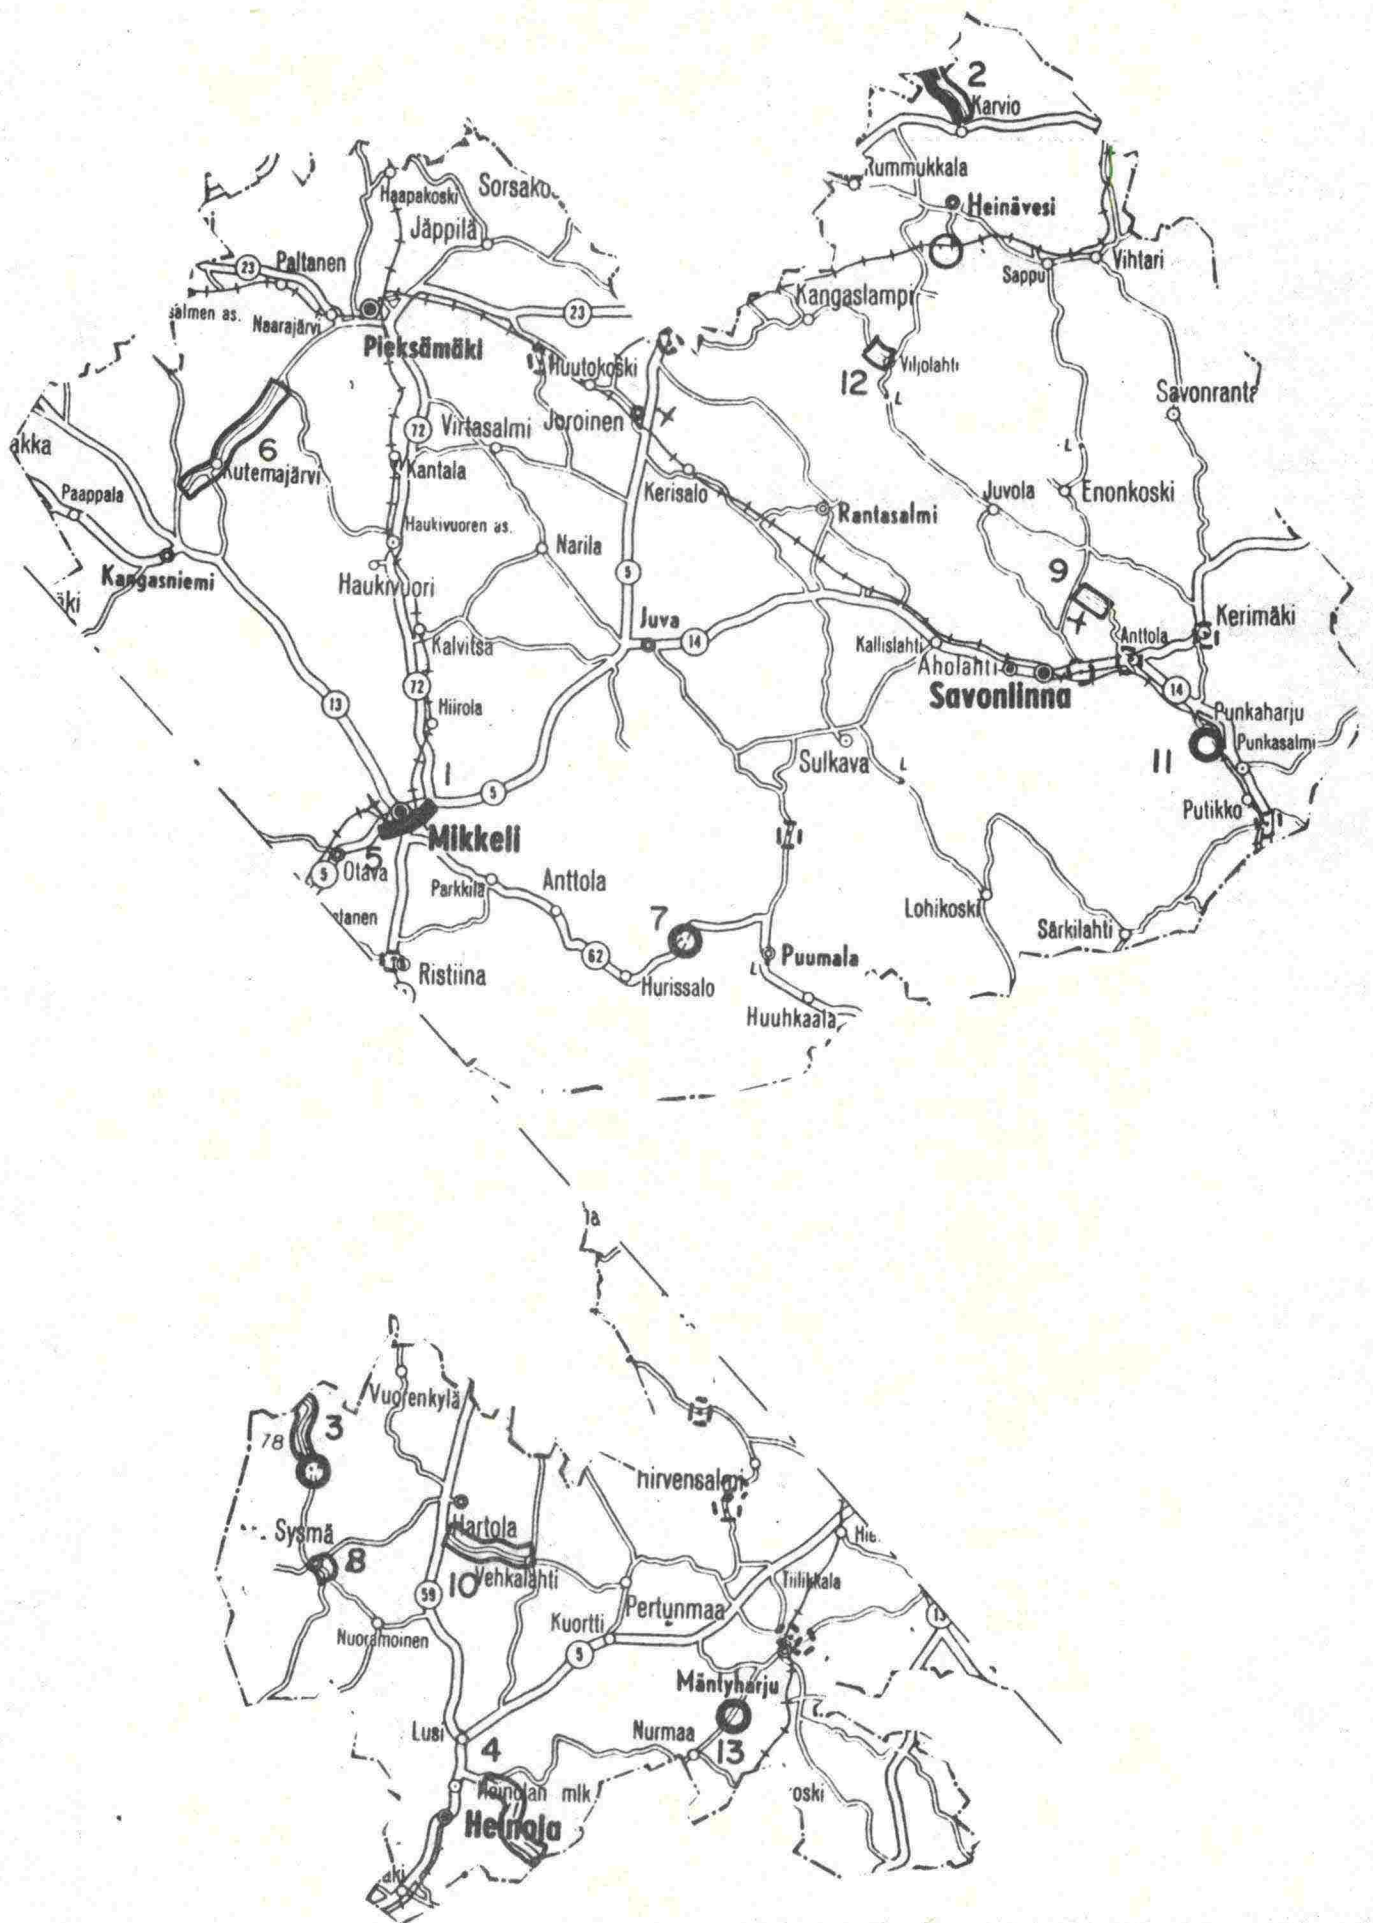 2
Karvio
Rummukkala
Haapakoski
Sorsako
Heinävesi
Jäppilä
23
Paltanen
Sappu
Vihtari
Kangaslampi
salmen as.
Naarajärvi
23
Pieksämäki
Huutokoski
12
Viljolahti
Savonranta
72
Virtasalmi
Joroinen
akka
6
Kutemajärvi
Kantala
Kerisalo
L
Paappala
L
Juvola
Enonkoski
Rantasalmi
Haukivuoren as.
Narila
Kangasniemi
5
9
Haukivuori
äki
Juva
14
Kerimäki
Kalvitsa
Kallislahti
Anttola
Aholahti
Savonlinna
72
14
13
Hiirola
Punkaharju
Punkasalmi
Sulkava
L
11
1
5
Putikko
Mikkeli
5
5
Otava
Parkkila
Anttola
Lohikoski
7
Särkilahti
62
Puumala
Ristiina
Hurissalo
L
Huuhkaala
la
Vuorenkylä
3
78
hirvensalmi
Hartola
Sysmä
8
Vehkalahti
10
59
Tiilikkala
Pertunmaa
Kuortti
13
Nuoramoinen
5
Mäntyharju
Lusi
4
Nurmaa
13
Heinolan mlk
oski
Heinola
äki